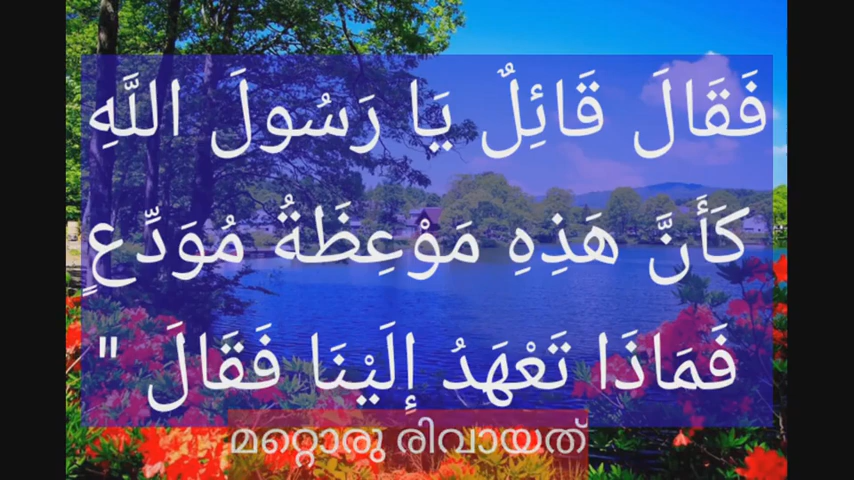 فَقَالَ قَائِلٌ يَا رَسُولَ اللَّهِ
كَأَنَّ هَذِهِ مَوْعِظَةُ مُوَدِّعٍ
فَمَاذَا تَعْهَدُ إِلَيْنَا فَقَالَ "
മറ്റൊരു രിവായത്